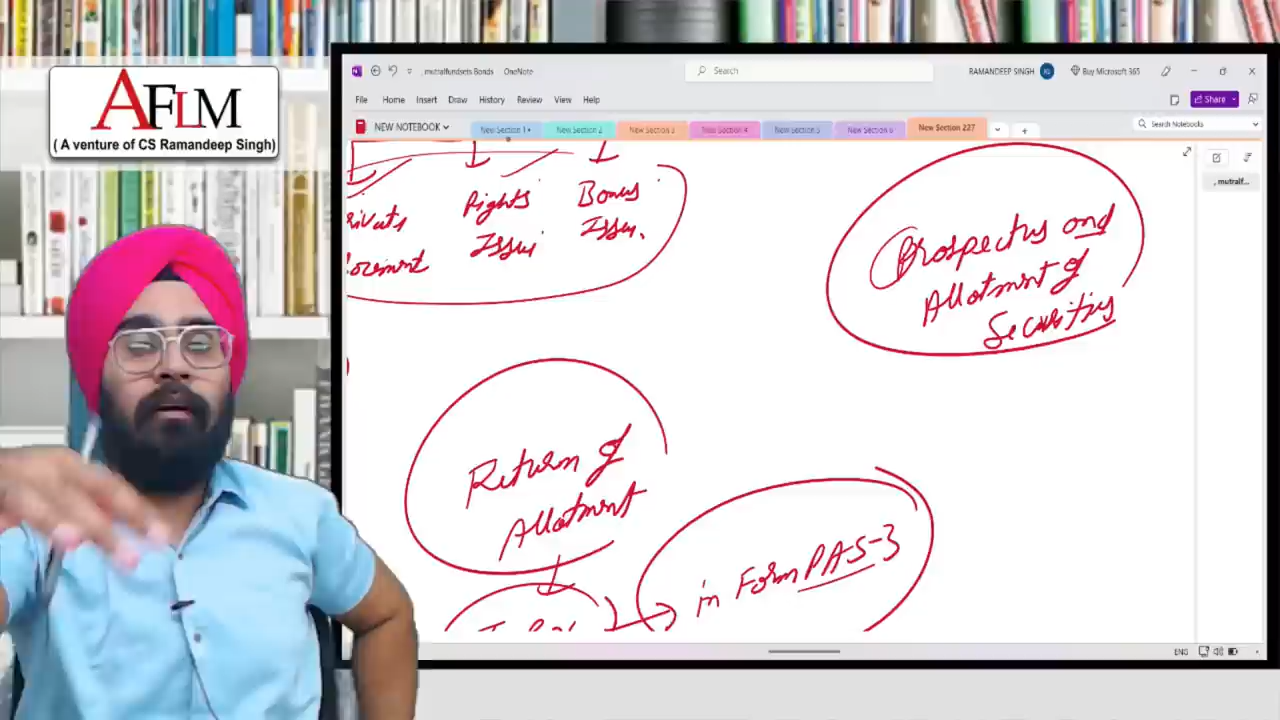 AFLM
( A venture of CS Ramandeep Singh)
, mutralfundsets Bonds - OneNote
Search
RAMANDEEP SINGH
Buy Microsoft 365
File Home Insert Draw History Review View Help
Share
NEW NOTEBOOK
New Section 1
New Section 2
New Section 3
New Section 4
New Section 5
New Section 6
New Section 227
+
Search Notebooks
, mutralf...
rivate
Rights
Issue
Bonus
Issue.
Prospectus and
Allotment of
Securities
Return of
Allotment
in Form PAS-3
ENG